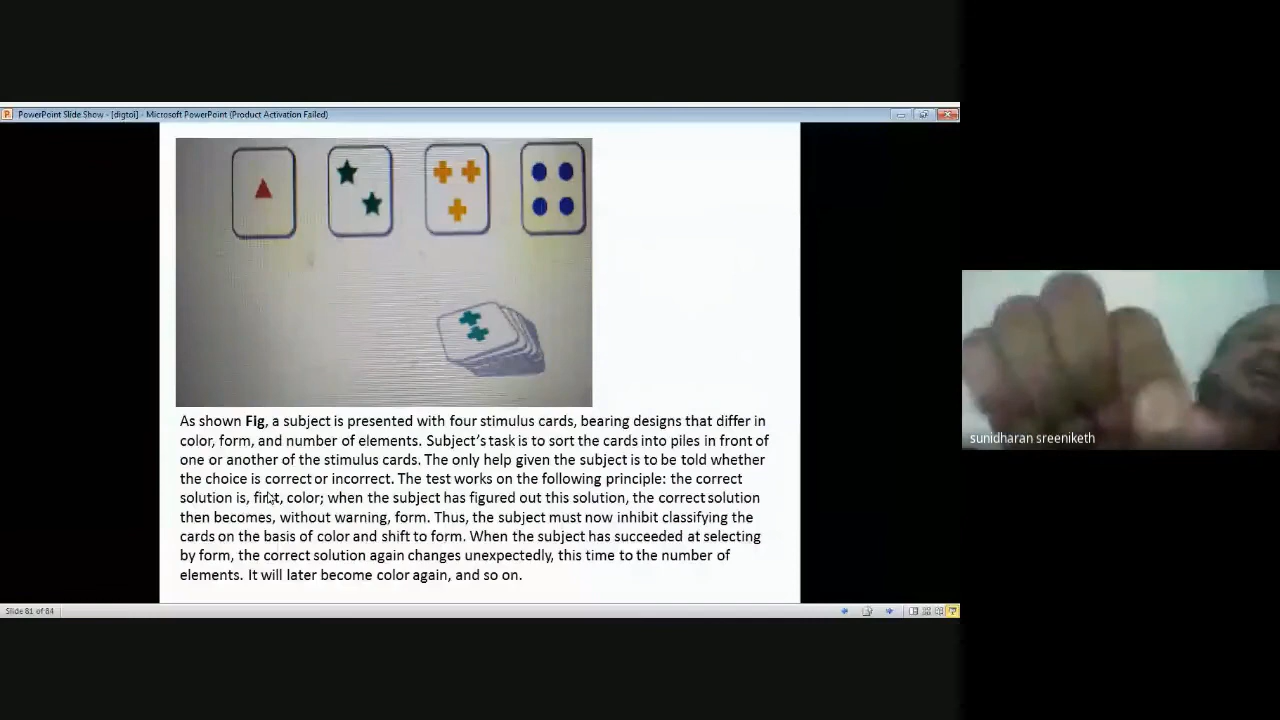 PowerPoint Slide Show - [digtoi] - Microsoft PowerPoint (Product Activation Failed)
As shown Fig, a subject is presented with four stimulus cards, bearing designs that differ in
color, form, and number of elements. Subject's task is to sort the cards into piles in front of
one or another of the stimulus cards. The only help given the subject is to be told whether
the choice is correct or incorrect. The test works on the following principle: the correct
solution is, first, color; when the subject has figured out this solution, the correct solution
then becomes, without warning, form. Thus, the subject must now inhibit classifying the
cards on the basis of color and shift to form. When the subject has succeeded at selecting
by form, the correct solution again changes unexpectedly, this time to the number of
elements. It will later become color again, and so on.
sunidharan sreeniketh
Slide 81 of 84